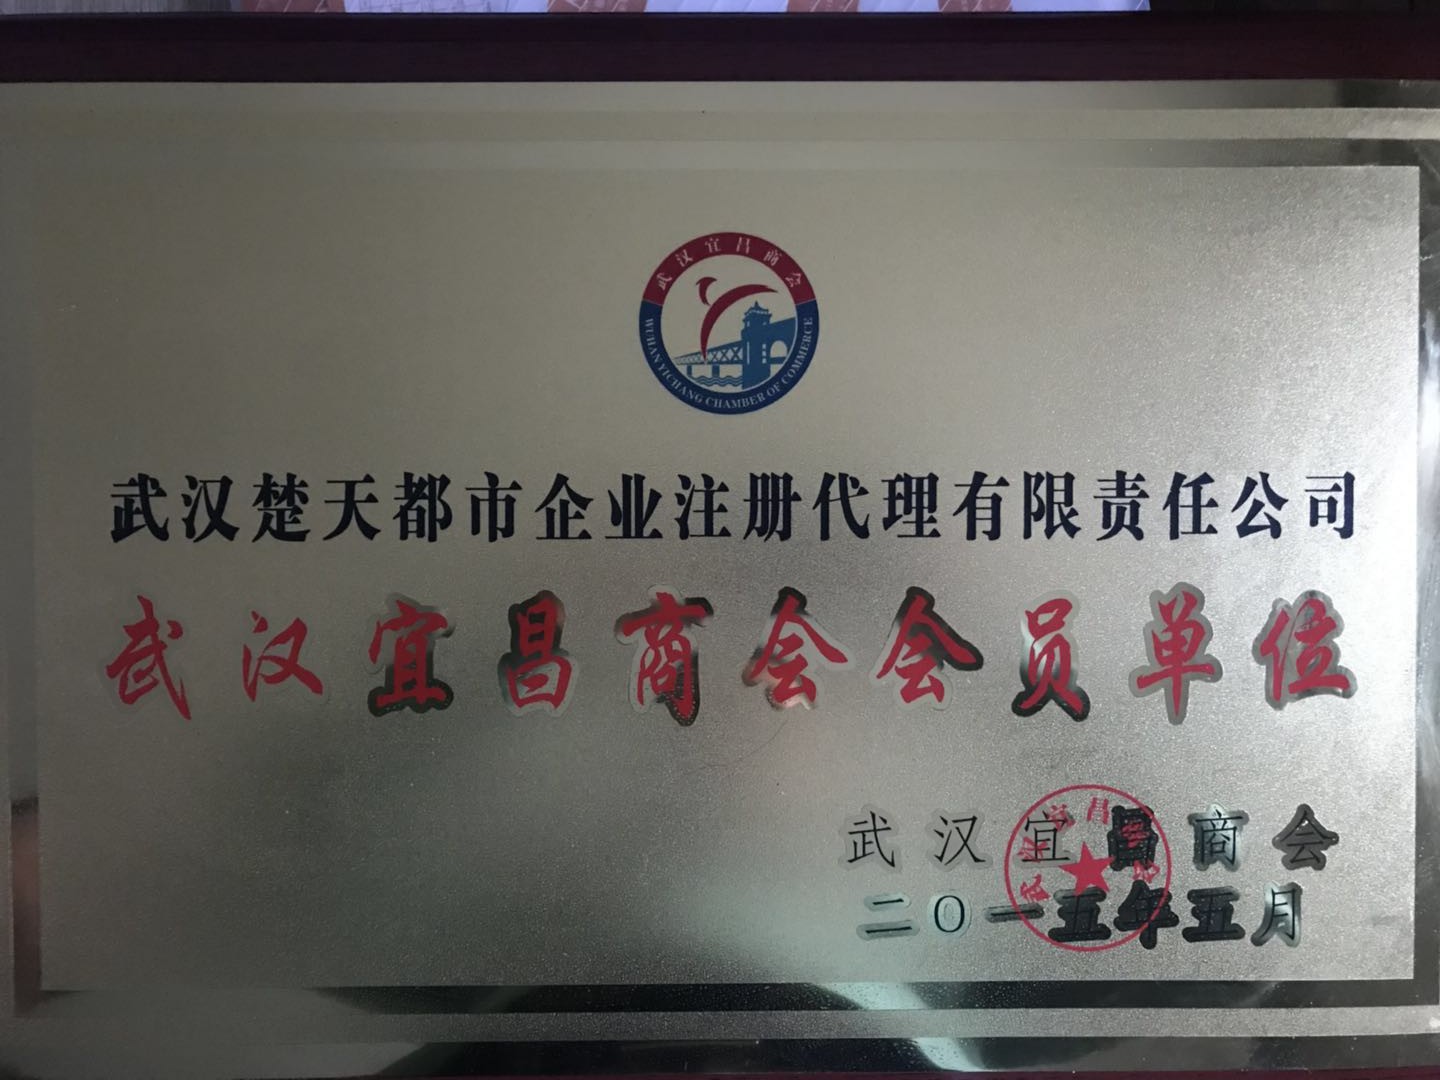 武汉宜昌商会
WUHAN YICHANG CHAMBER OF COMMERCE
武汉楚天都市企业注册代理有限责任公司
武汉宜昌商会会员单位
武汉宜昌商会
二〇一五年五月